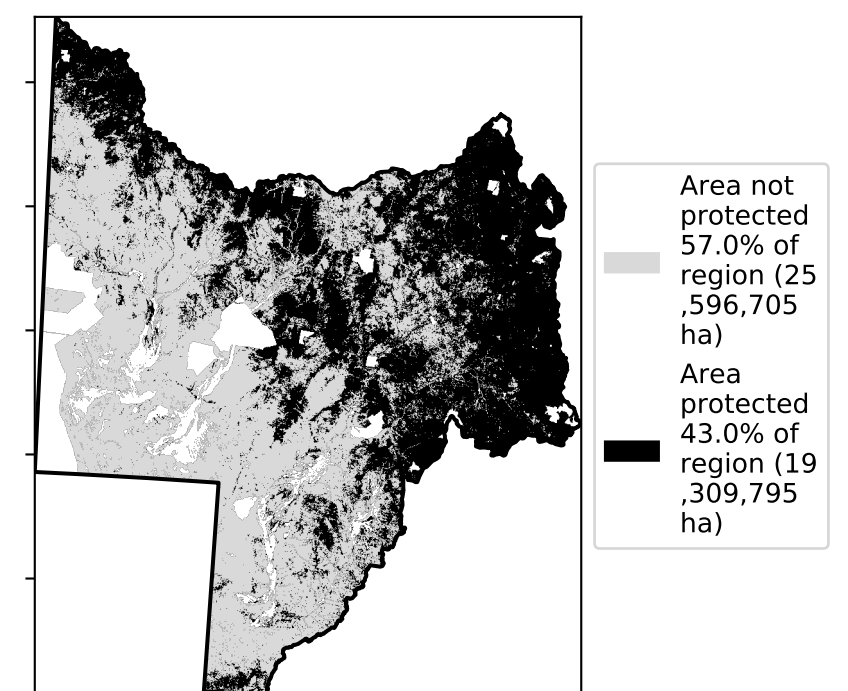 Area not
protected
57.0% of
region (25
,596,705
ha)
Area
protected
43.0% of
region (19
,309,795
ha)